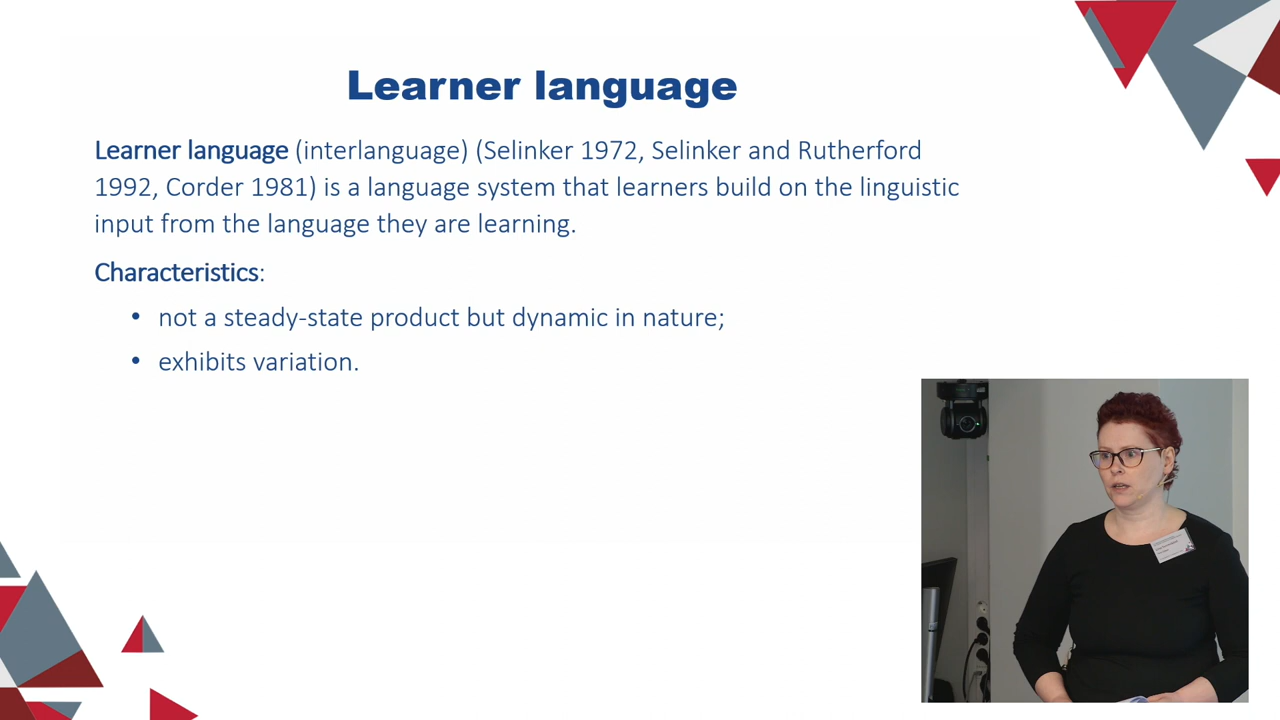 Learner language
Learner language (interlanguage) (Selinker 1972, Selinker and Rutherford
1992, Corder 1981) is a language system that learners build on the linguistic
input from the language they are learning.
Characteristics:
• not a steady-state product but dynamic in nature;
• exhibits variation.